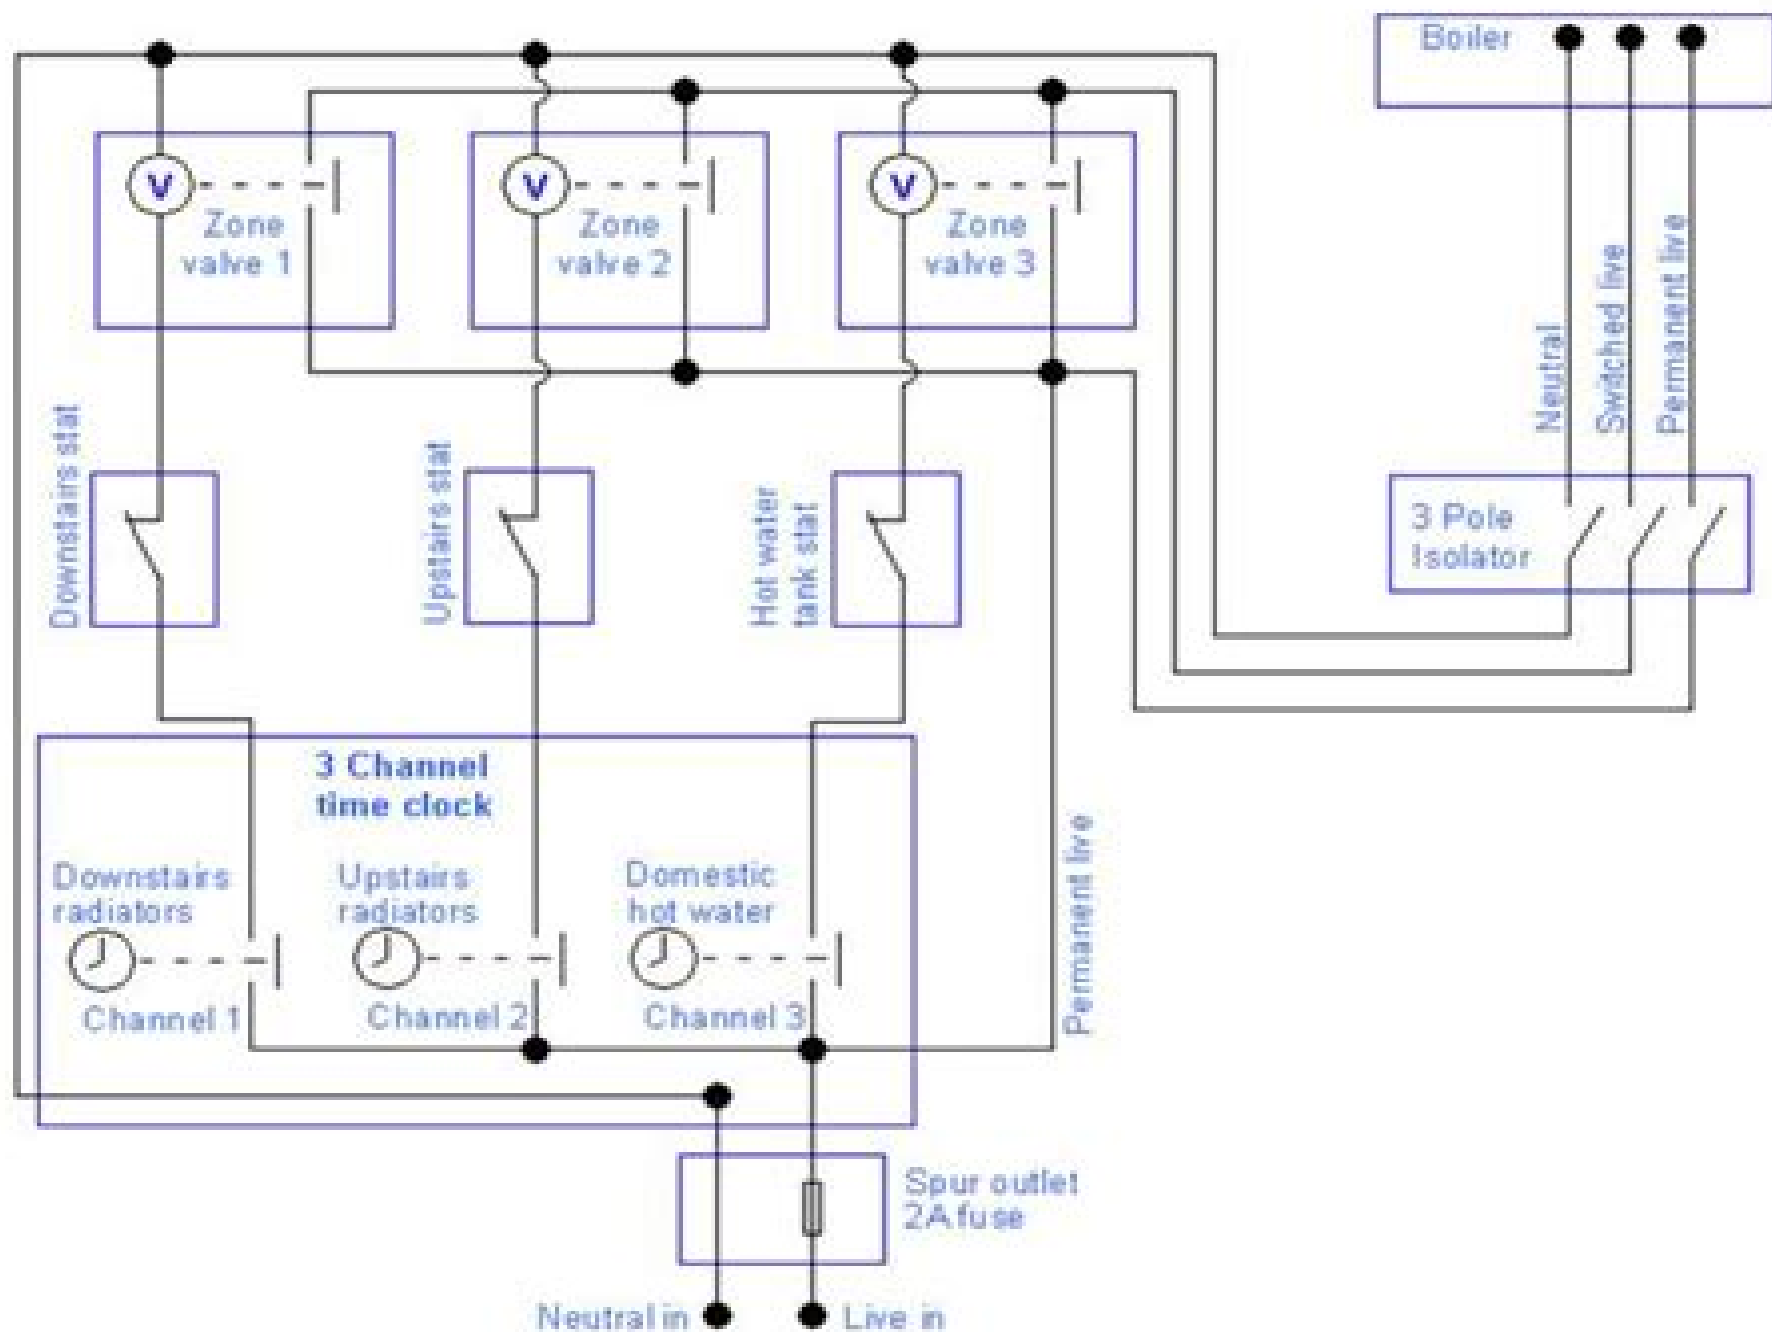 Boiler
V
V
V
Zone
valve 1
Zone
valve 2
Zone
valve 3
Neutral
Switched live
Permanent live
Downstairs stat
Upstairs stat
Hot water
tank stat
3 Pole
Isolator
3 Channel
time clock
Downstairs
radiators
Upstairs
radiators
Domestic
hot water
Channel 1
Channel 2
Channel 3
Permanent live
Spur outlet
2A fuse
Neutral in
Live in